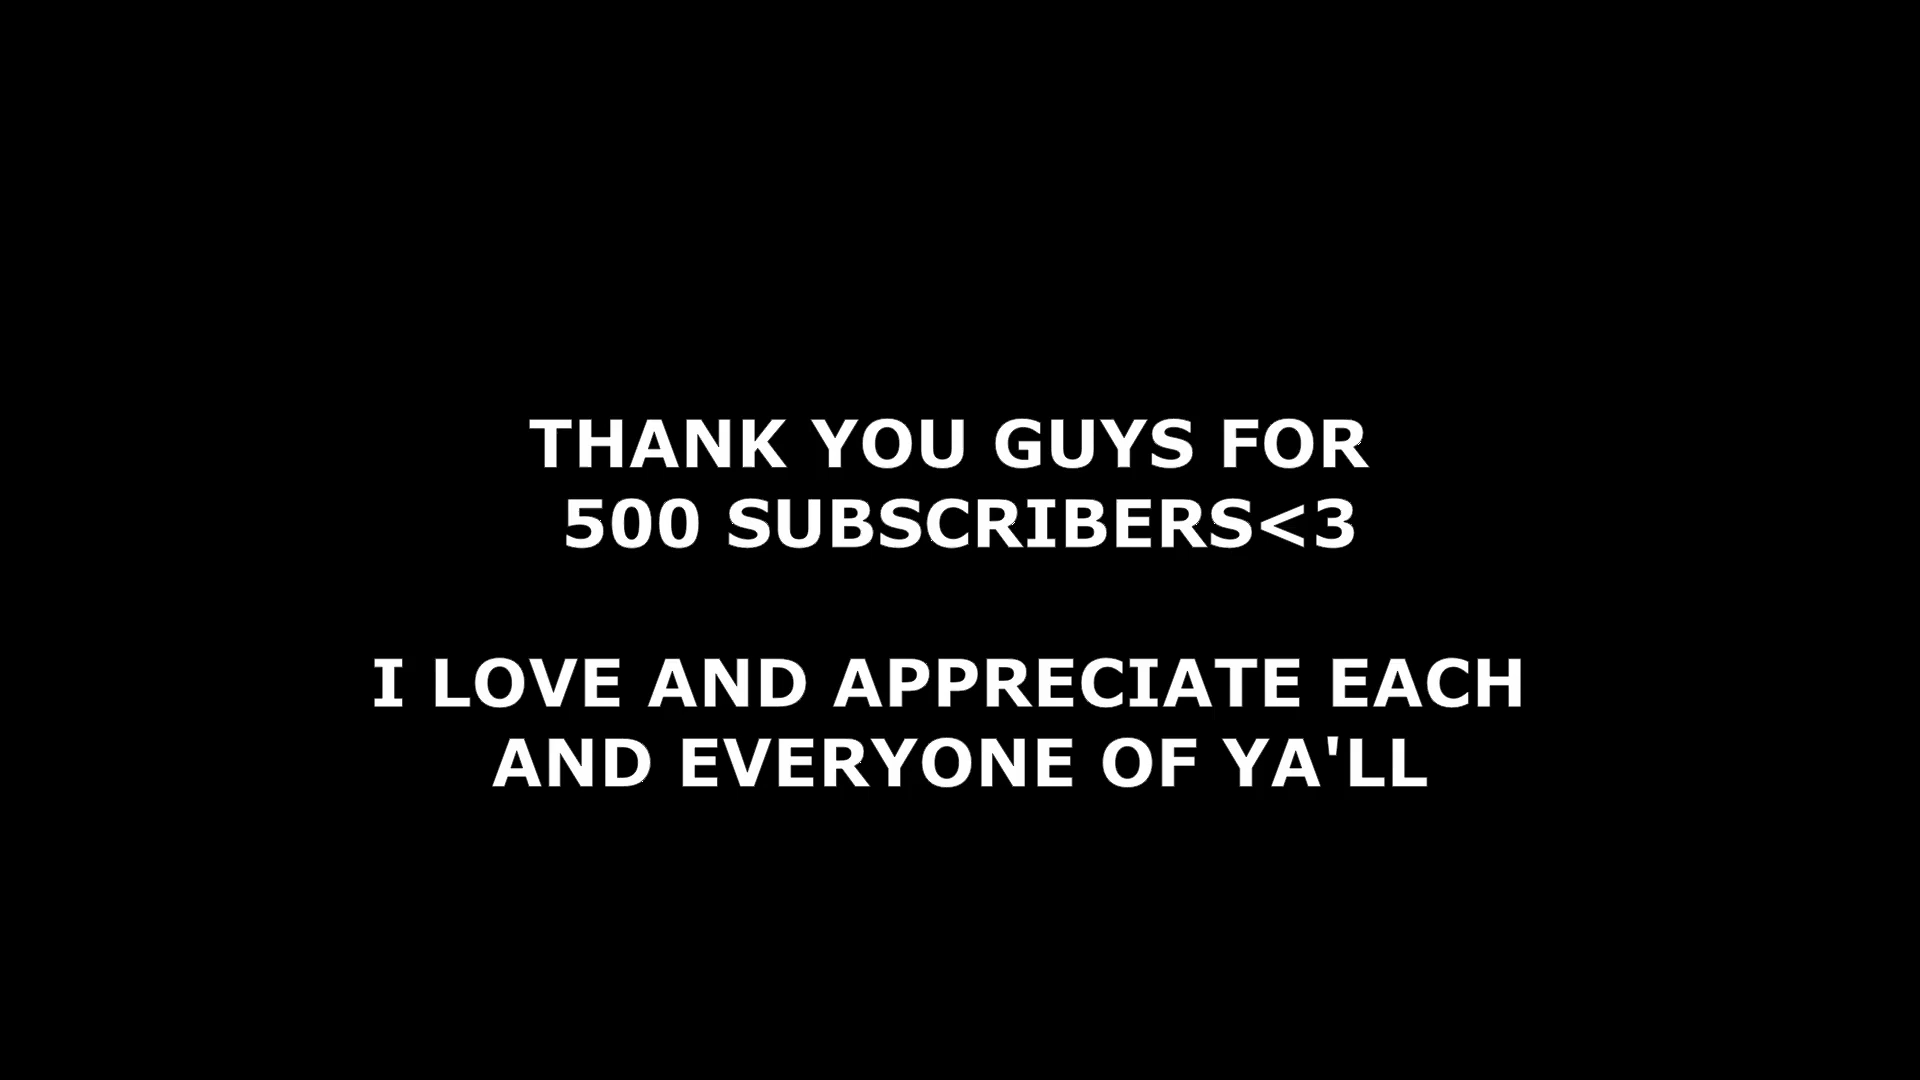 THANK YOU GUYS FOR
500 SUBSCRIBERS<3
I LOVE AND APPRECIATE EACH
AND EVERYONE OF YA'LL